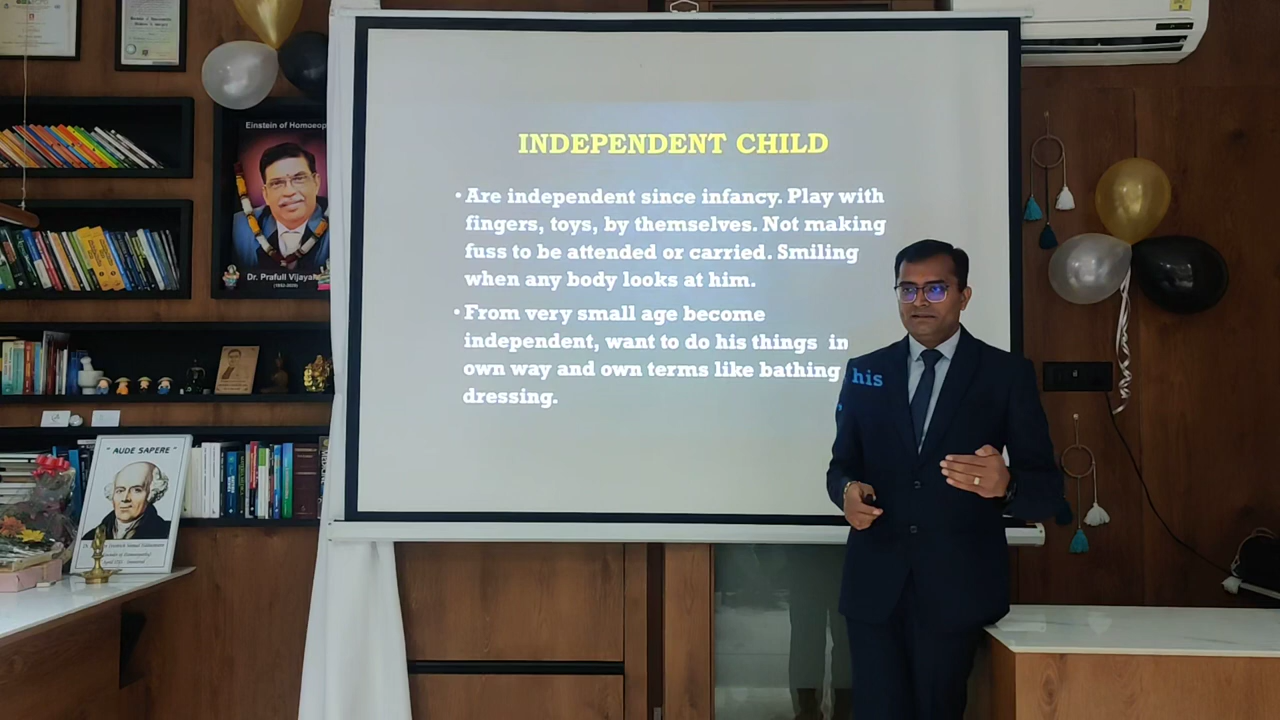 Einstein of Homoeop
Dr. Prafull Vijayak
(1952-2020)
INDEPENDENT CHILD
• Are independent since infancy. Play with
fingers, toys, by themselves. Not making
fuss to be attended or carried. Smiling
when any body looks at him.
• From very small age become
independent, want to do his things in his
own way and own terms like bathing,
dressing.
" AUDE SAPERE "